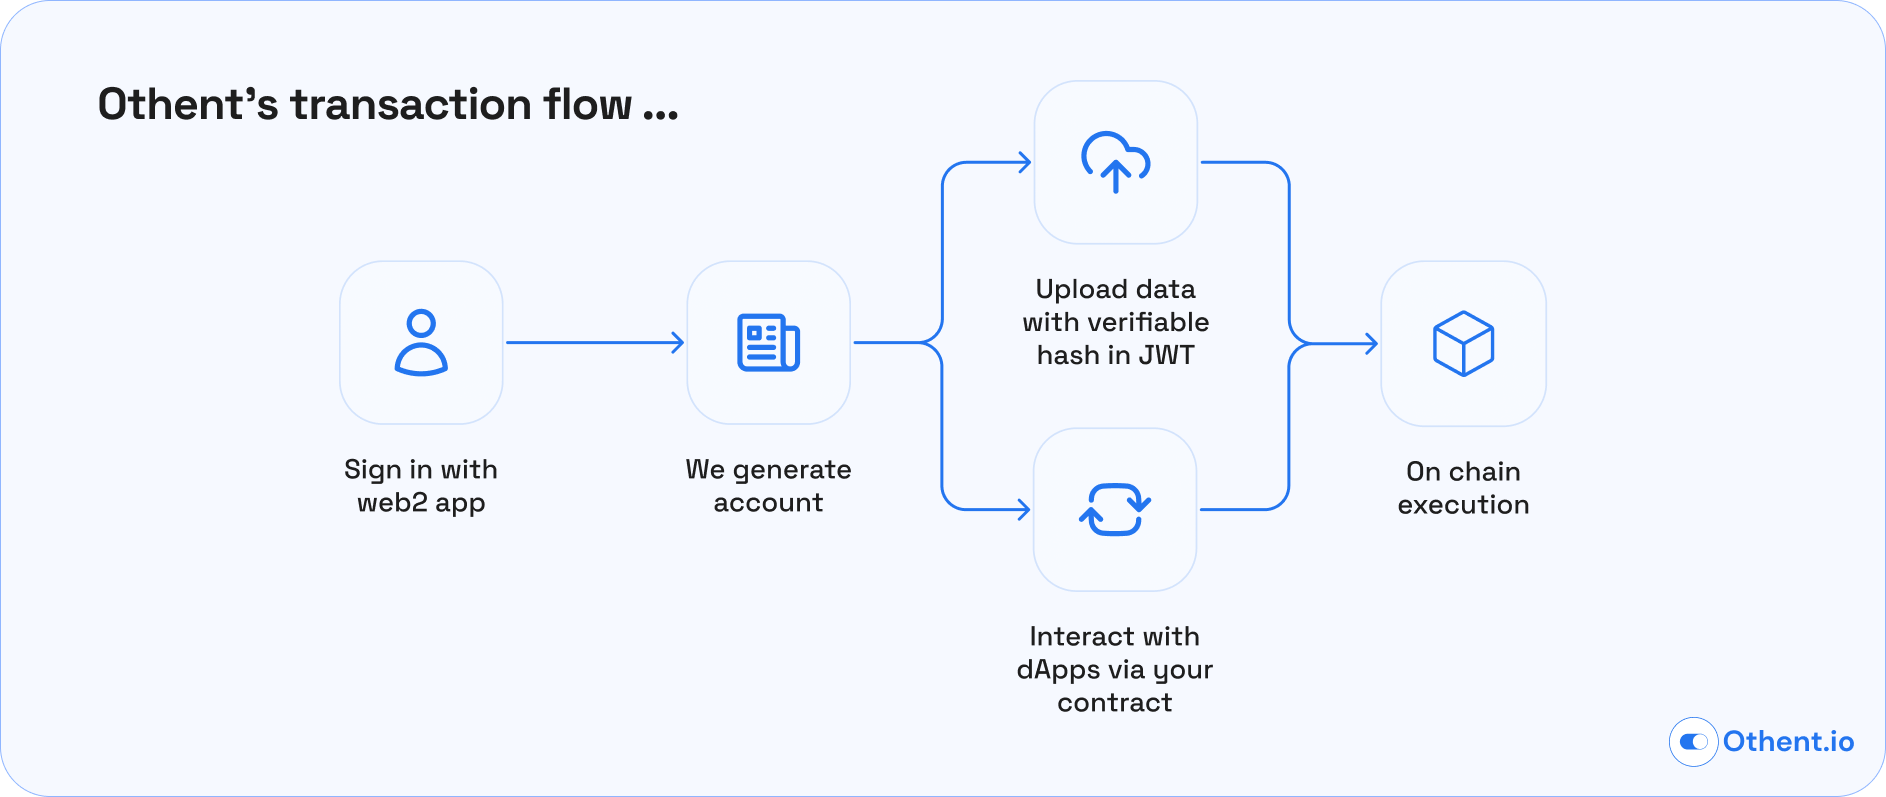 Othent's transaction flow ...
Sign in with
web2 app
We generate
account
Upload data
with verifiable
hash in JWT
Interact with
dApps via your
contract
On chain
execution
Othent.io